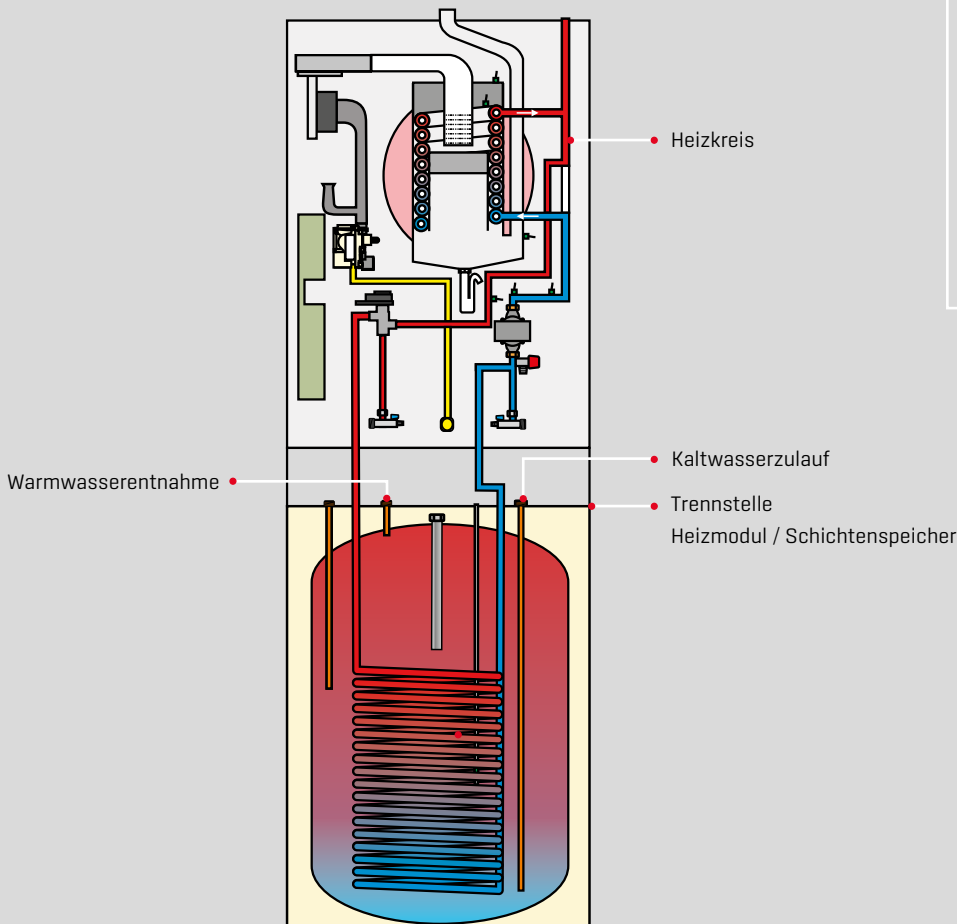 Heizkreis
Warmwasserentnahme
Kaltwasserzulauf
Trennstelle
Heizmodul / Schichtenspeicher